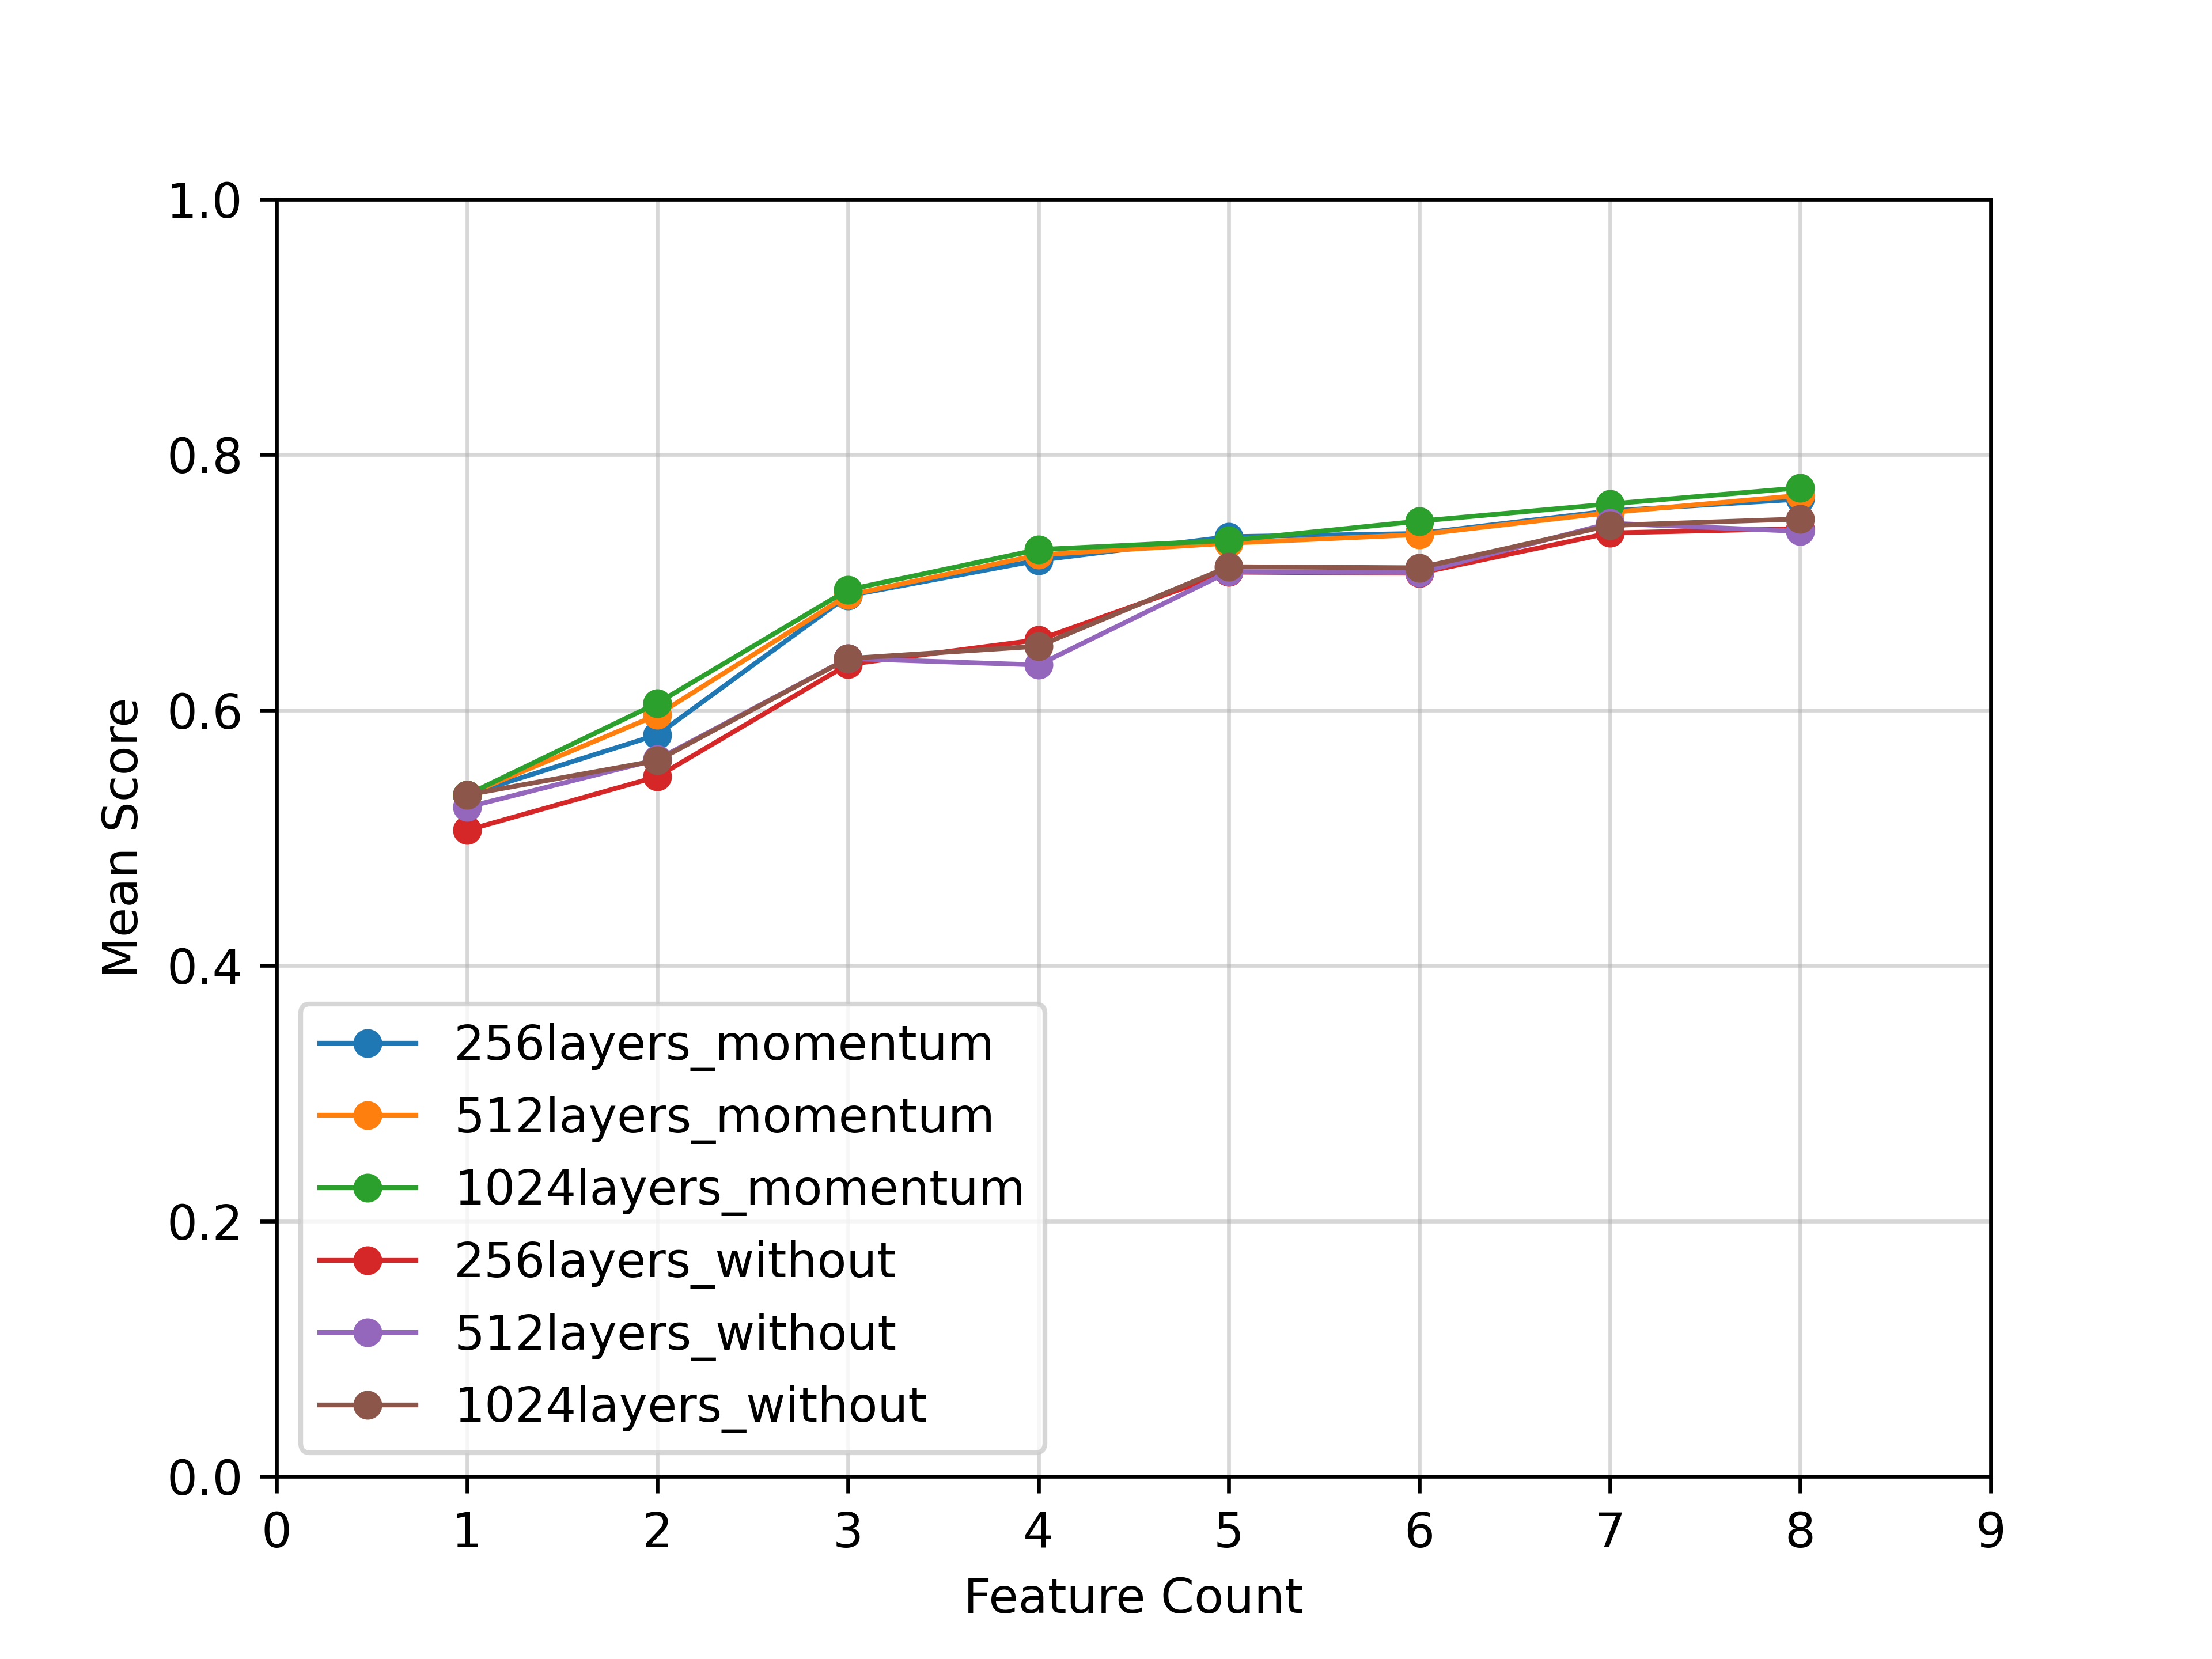 1.0
0.8
0.6
0.4
0.2
0.0
Mean Score
256layers_momentum
512layers_momentum
1024layers_momentum
256layers_without
512layers_without
1024layers_without
0 1 2 3 4 5 6 7 8 9
Feature Count